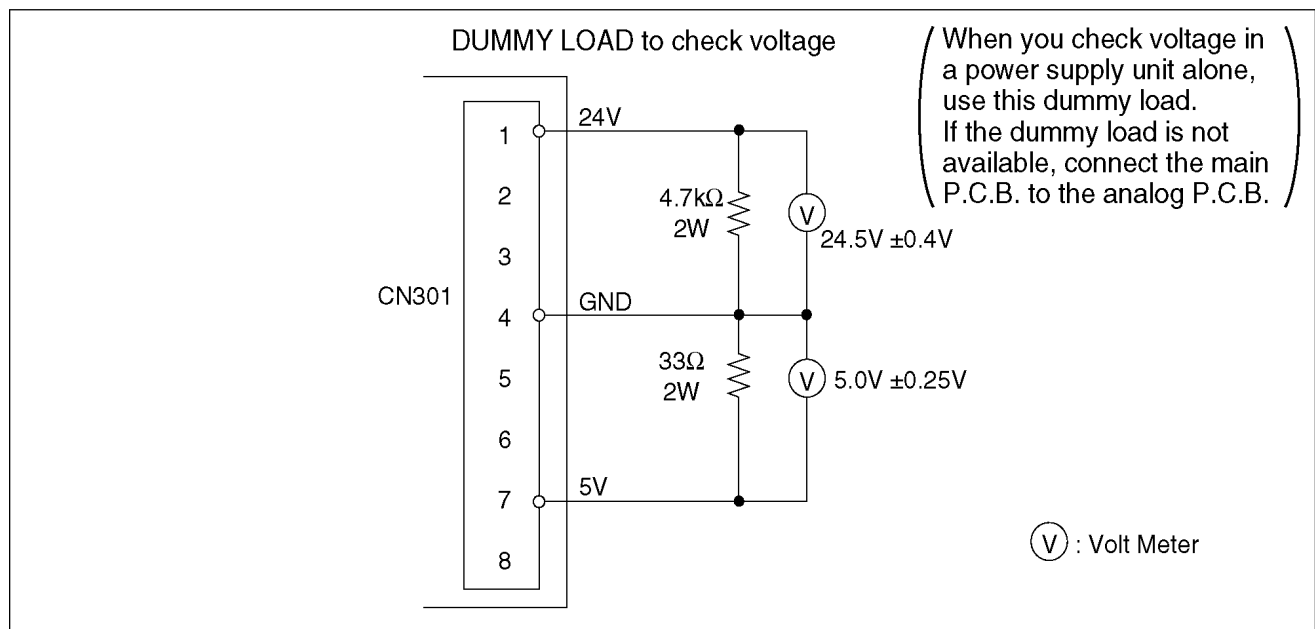 DUMMY LOAD to check voltage
When you check voltage in
a power supply unit alone,
use this dummy load.
If the dummy load is not
available, connect the main
P.C.B. to the analog P.C.B.
CN301
1
2
3
4
5
6
7
8
24V
GND
5V
4.7kΩ
2W
V
24.5V ±0.4V
33Ω
2W
V
5.0V ±0.25V
V : Volt Meter